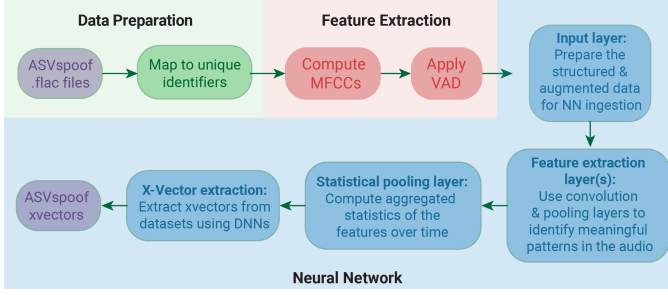 Data Preparation
Feature Extraction
ASVspoof
.flac files
Map to unique
identifiers
Compute
MFCCs
Apply
VAD
Input layer:
Prepare the
structured &
augmented data
for NN ingestion
Feature extraction
layer(s):
Use convolution
& pooling layers to
identify meaningful
patterns in the audio
Statistical pooling layer:
Compute aggregated
statistics of the
features over time
X-Vector extraction:
Extract xvectors from
datasets using DNNs
ASVspoof
xvectors
Neural Network